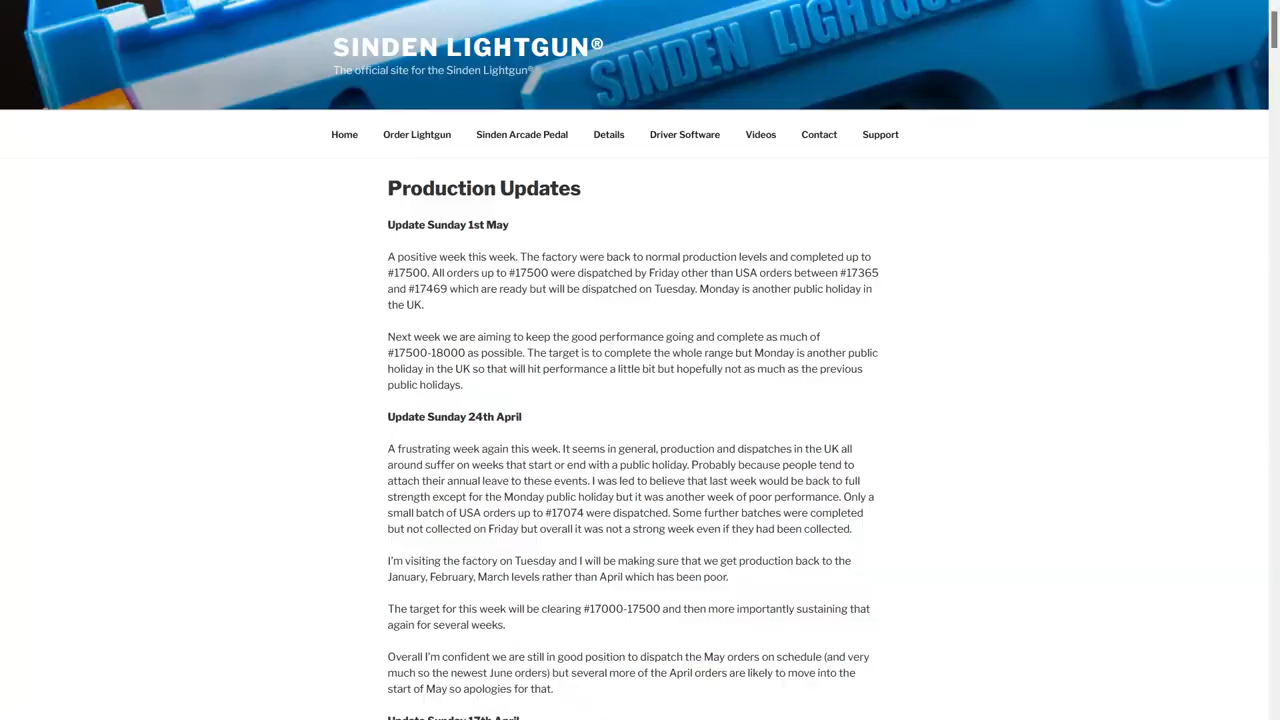 SINDEN LIGHTGUN®
The official site for the Sinden Lightgun®
SINDEN LIGHTGUN
Home Order Lightgun Sinden Arcade Pedal Details Driver Software Videos Contact Support
Production Updates
Update Sunday 1st May
A positive week this week. The factory were back to normal production levels and completed up to
#17500. All orders up to #17500 were dispatched by Friday other than USA orders between #17365
and #17469 which are ready but will be dispatched on Tuesday. Monday is another public holiday in
the UK.
Next week we are aiming to keep the good performance going and complete as much of
#17500-18000 as possible. The target is to complete the whole range but Monday is another public
holiday in the UK so that will hit performance a little bit but hopefully not as much as the previous
public holidays.
Update Sunday 24th April
A frustrating week again this week. It seems in general, production and dispatches in the UK all
around suffer on weeks that start or end with a public holiday. Probably because people tend to
attach their annual leave to these events. I was led to believe that last week would be back to full
strength except for the Monday public holiday but it was another week of poor performance. Only a
small batch of USA orders up to #17074 were dispatched. Some further batches were completed
but not collected on Friday but overall it was not a strong week even if they had been collected.
I'm visiting the factory on Tuesday and I will be making sure that we get production back to the
January, February, March levels rather than April which has been poor.
The target for this week will be clearing #17000-17500 and then more importantly sustaining that
again for several weeks.
Overall I'm confident we are still in good position to dispatch the May orders on schedule (and very
much so the newest June orders) but several more of the April orders are likely to move into the
start of May so apologies for that.
Update Sunday 17th April